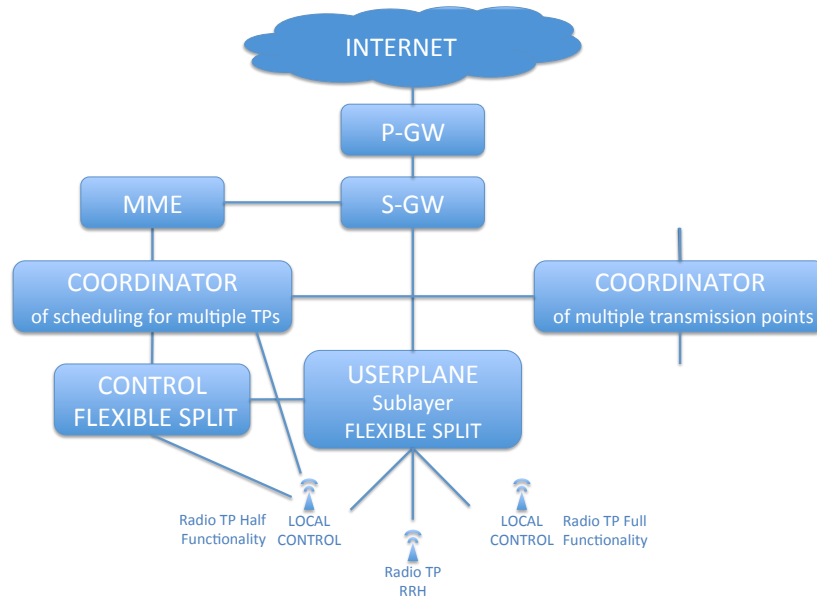 INTERNET
P-GW
MME
S-GW
COORDINATOR
of scheduling for multiple TPs
COORDINATOR
of multiple transmission points
CONTROL
FLEXIBLE SPLIT
USERPLANE
Sublayer
FLEXIBLE SPLIT
Radio TP Half
Functionality
LOCAL
CONTROL
LOCAL
CONTROL
Radio TP Full
Functionality
Radio TP
RRH